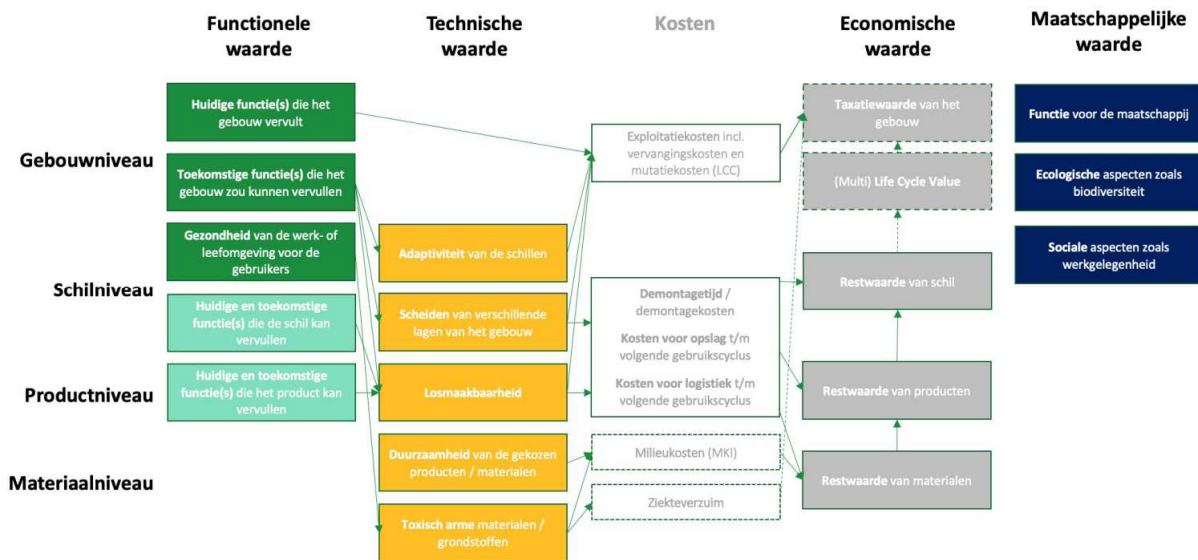 Functionele
waarde
Technische
waarde
Kosten
Economische
waarde
Maatschappelijke
waarde
Gebouwniveau
Schilniveau
Productniveau
Materiaalniveau
Huidige functie(s) die het
gebouw vervult
Toekomstige functie(s) die het
gebouw zou kunnen vervullen
Gezondheid van de werk- of
leefomgeving voor de
gebruikers
Huidige en toekomstige
functie(s) die de schil kan
vervullen
Huidige en toekomstige
functie(s) die het product kan
vervullen
Adaptiviteit van de schillen
Scheiden van verschillende
lagen van het gebouw
Losmaakbaarheid
Duurzaamheid van de gekozen
producten / materialen
Toxisch arme materialen /
grondstoffen
Exploitatiekosten incl.
vervangingskosten en
mutatiekosten (LCC)
Demontagetijd /
demontagekosten
Kosten voor opslag t/m
volgende gebruikscyclus
Kosten voor logistiek t/m
volgende gebruikscyclus
Milieukosten (MKI)
Ziekteverzuim
Taxatiewaarde van het
gebouw
(Multi) Life Cycle Value
Restwaarde van schil
Restwaarde van producten
Restwaarde van materialen
Functie voor de maatschappij
Ecologische aspecten zoals
biodiversiteit
Sociale aspecten zoals
werkgelegenheid